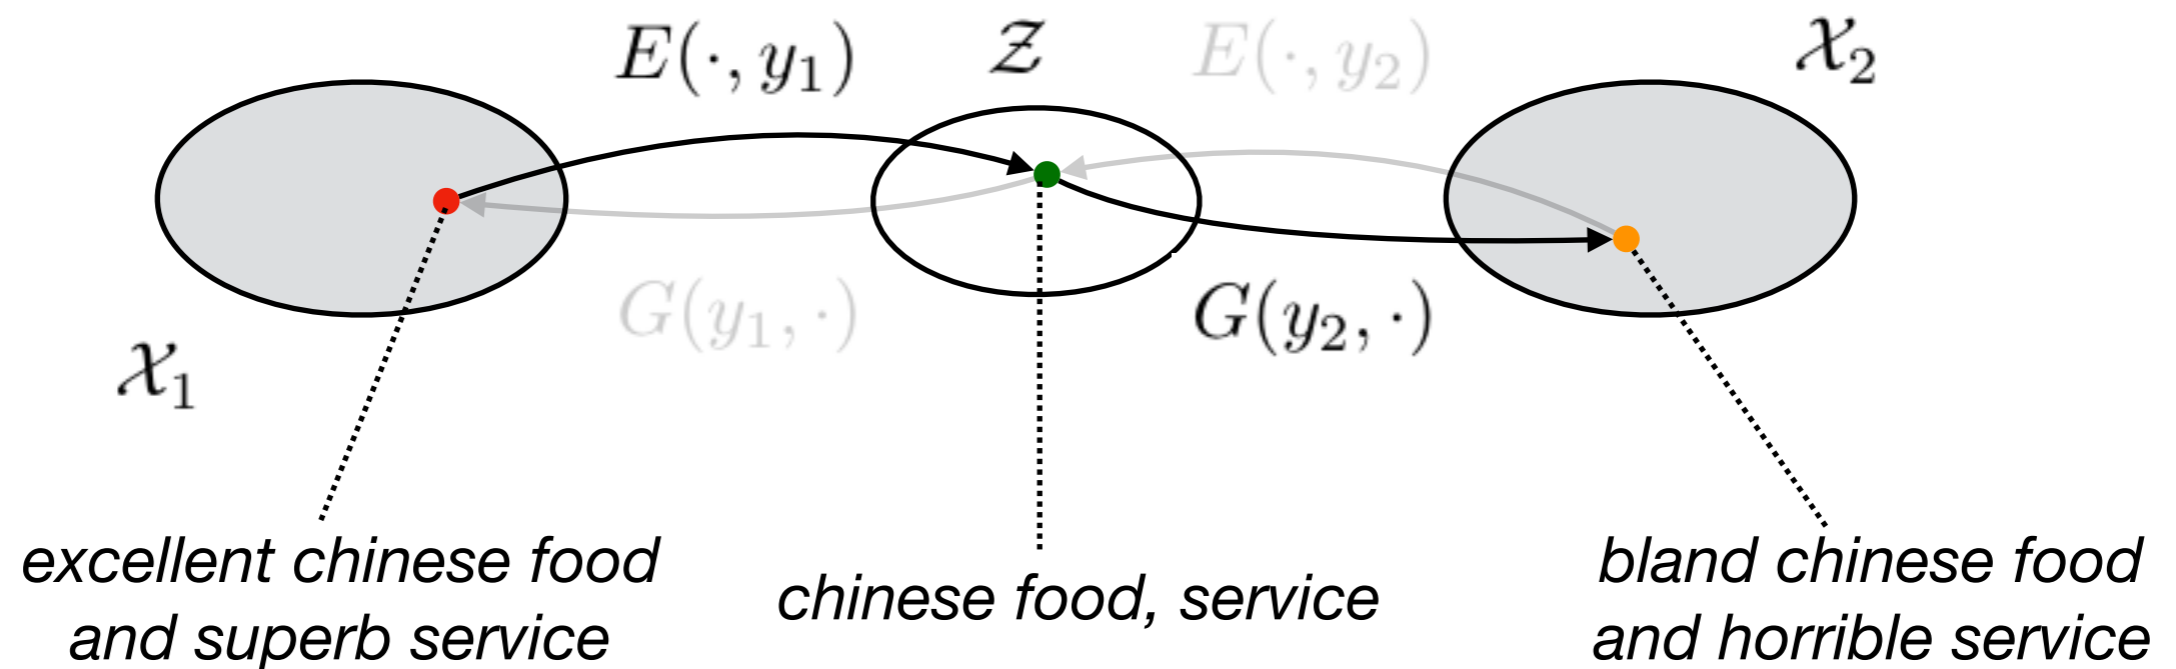 E(·, y₁)
𝒵
E(·, y₂)
𝒳₂
G(y₁, ·)
G(y₂, ·)
𝒳₁
excellent chinese food
and superb service
chinese food, service
bland chinese food
and horrible service